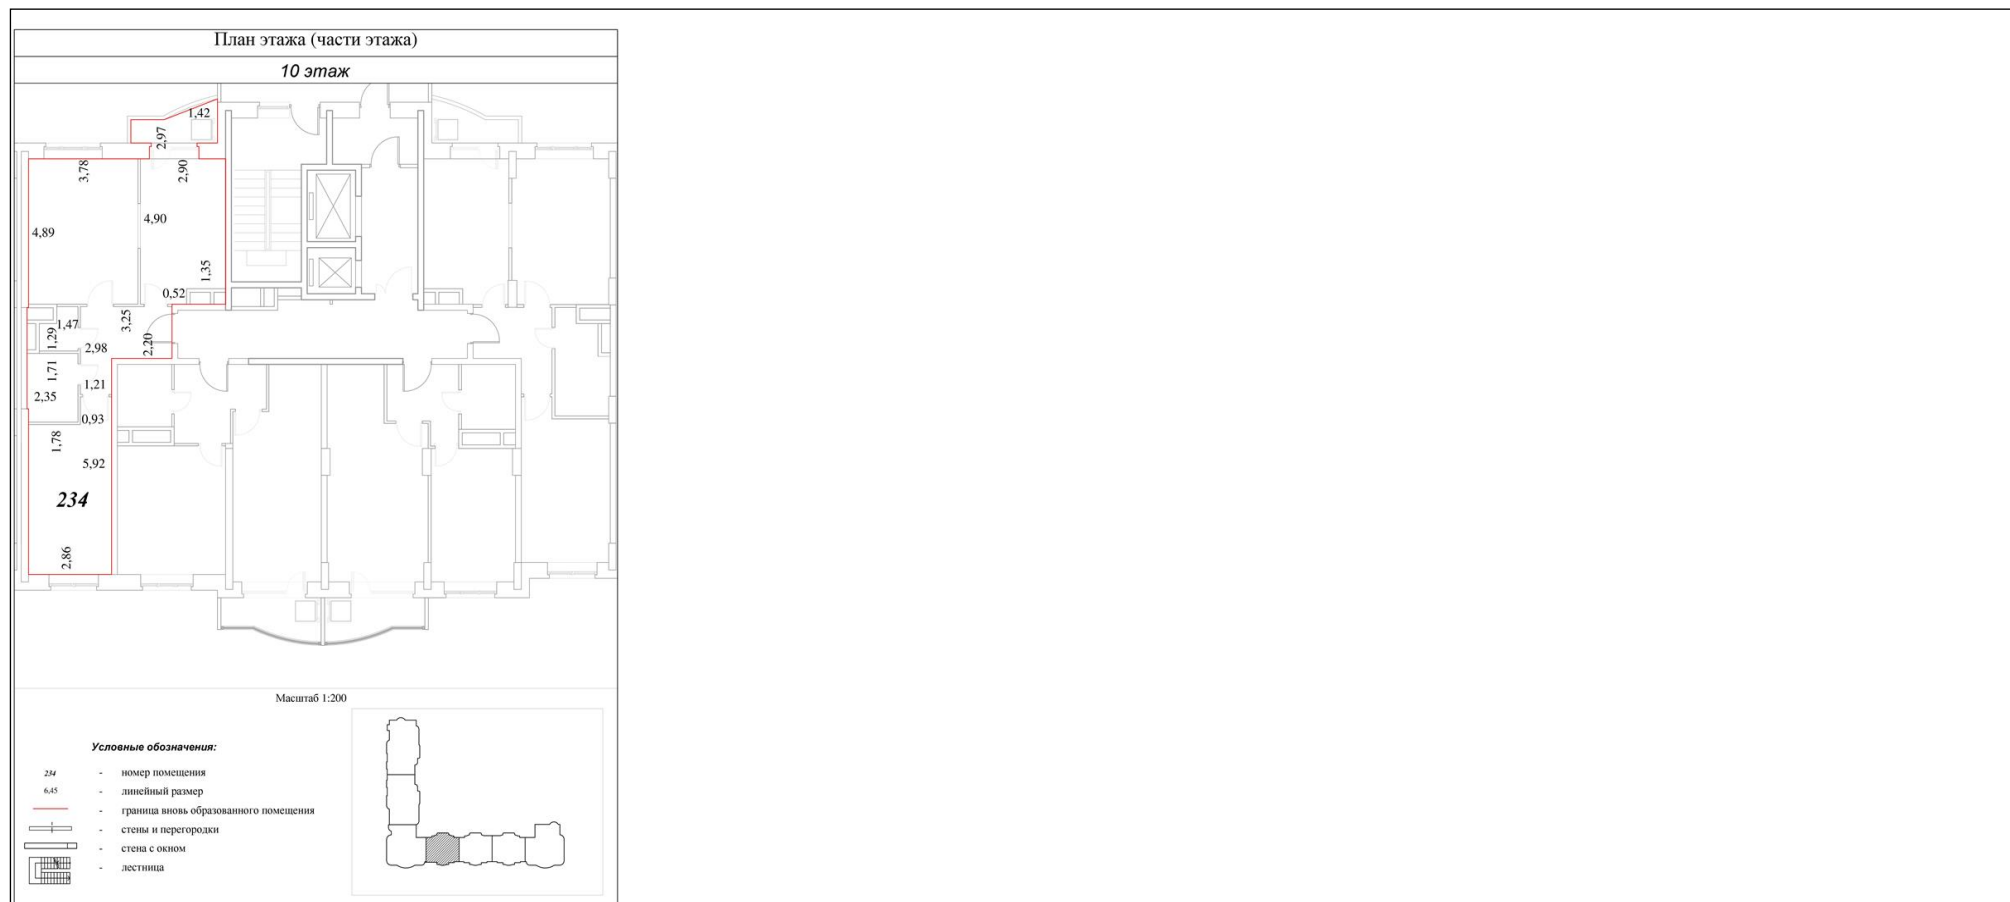 План этажа (части этажа)
10 этаж
1,42
2,97
3,78
2,90
4,90
4,89
1,35
0,52
3,25
1,47
1,29
2,20
2,98
1,71
1,21
2,35
0,93
1,78
5,92
234
2,86
Масштаб 1:200
Условные обозначения:
234 - номер помещения
6,45 - линейный размер
- граница вновь образованного помещения
- стены и перегородки
- стена с окном
- лестница